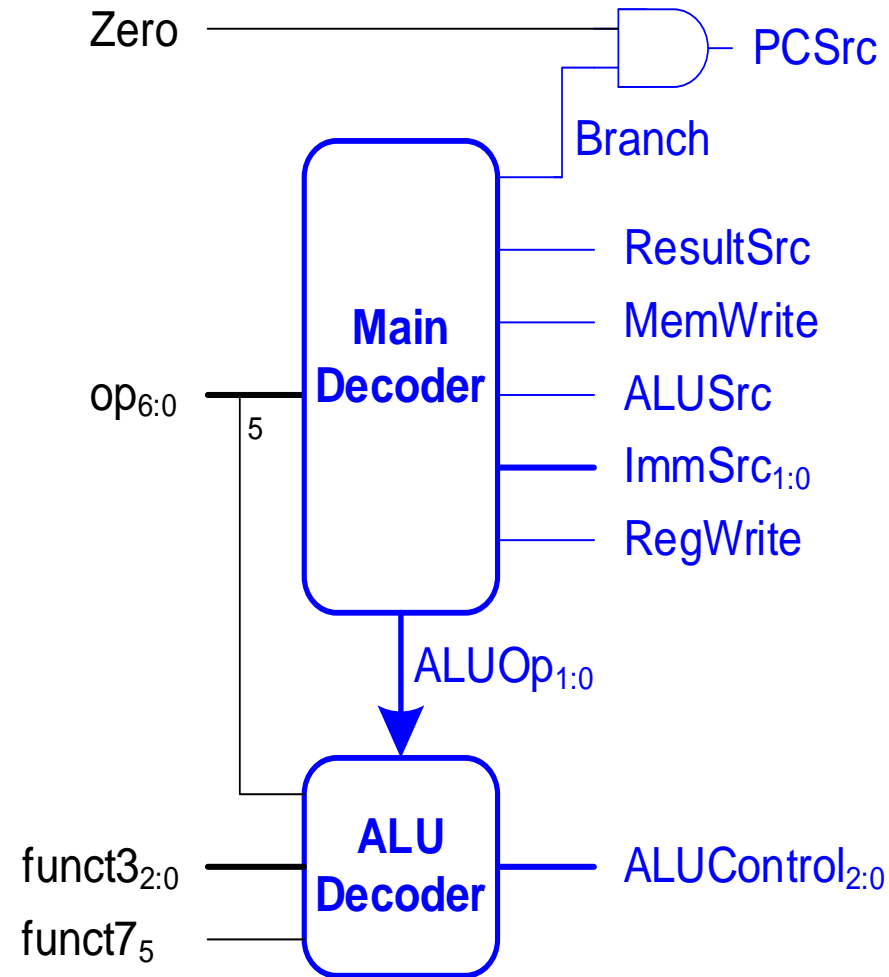 Zero
PCSrc
Branch
ResultSrc
MemWrite
Main
Decoder
ALUSrc
op6:0
5
ImmSrc1:0
RegWrite
ALUOp1:0
ALU
Decoder
funct32:0
ALUControl2:0
funct75